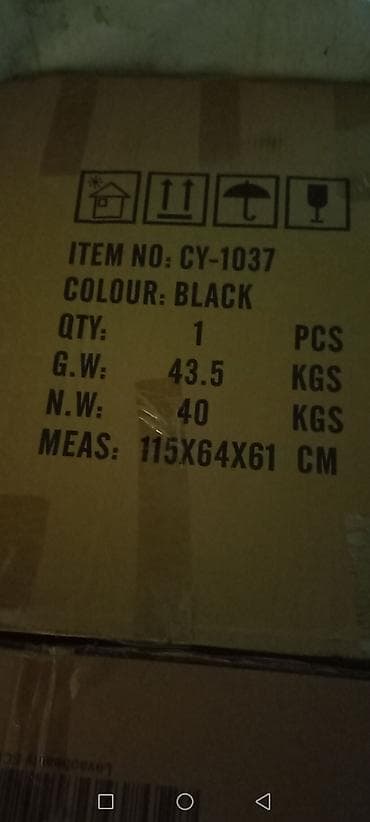 ITEM NO: CY-1037
COLOUR: BLACK
QTY: 1 PCS
G.W: 43.5 KGS
N.W: 40 KGS
MEAS: 115X64X61 CM